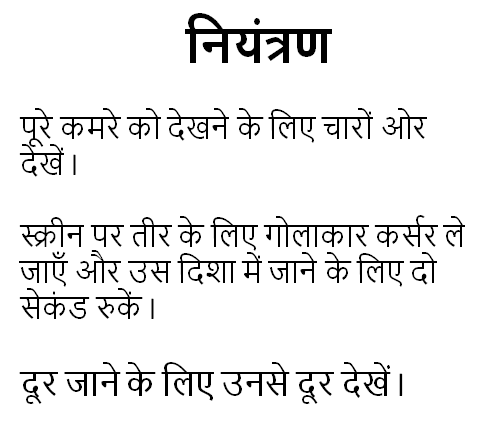 नियंत्रण
पूरे कमरे को देखने के लिए चारों ओर
देखें।
स्क्रीन पर तीर के लिए गोलाकार कर्सर ले
जाएँ और उस दिशा में जाने के लिए दो
सेकंड रुकें।
दूर जाने के लिए उनसे दूर देखें।